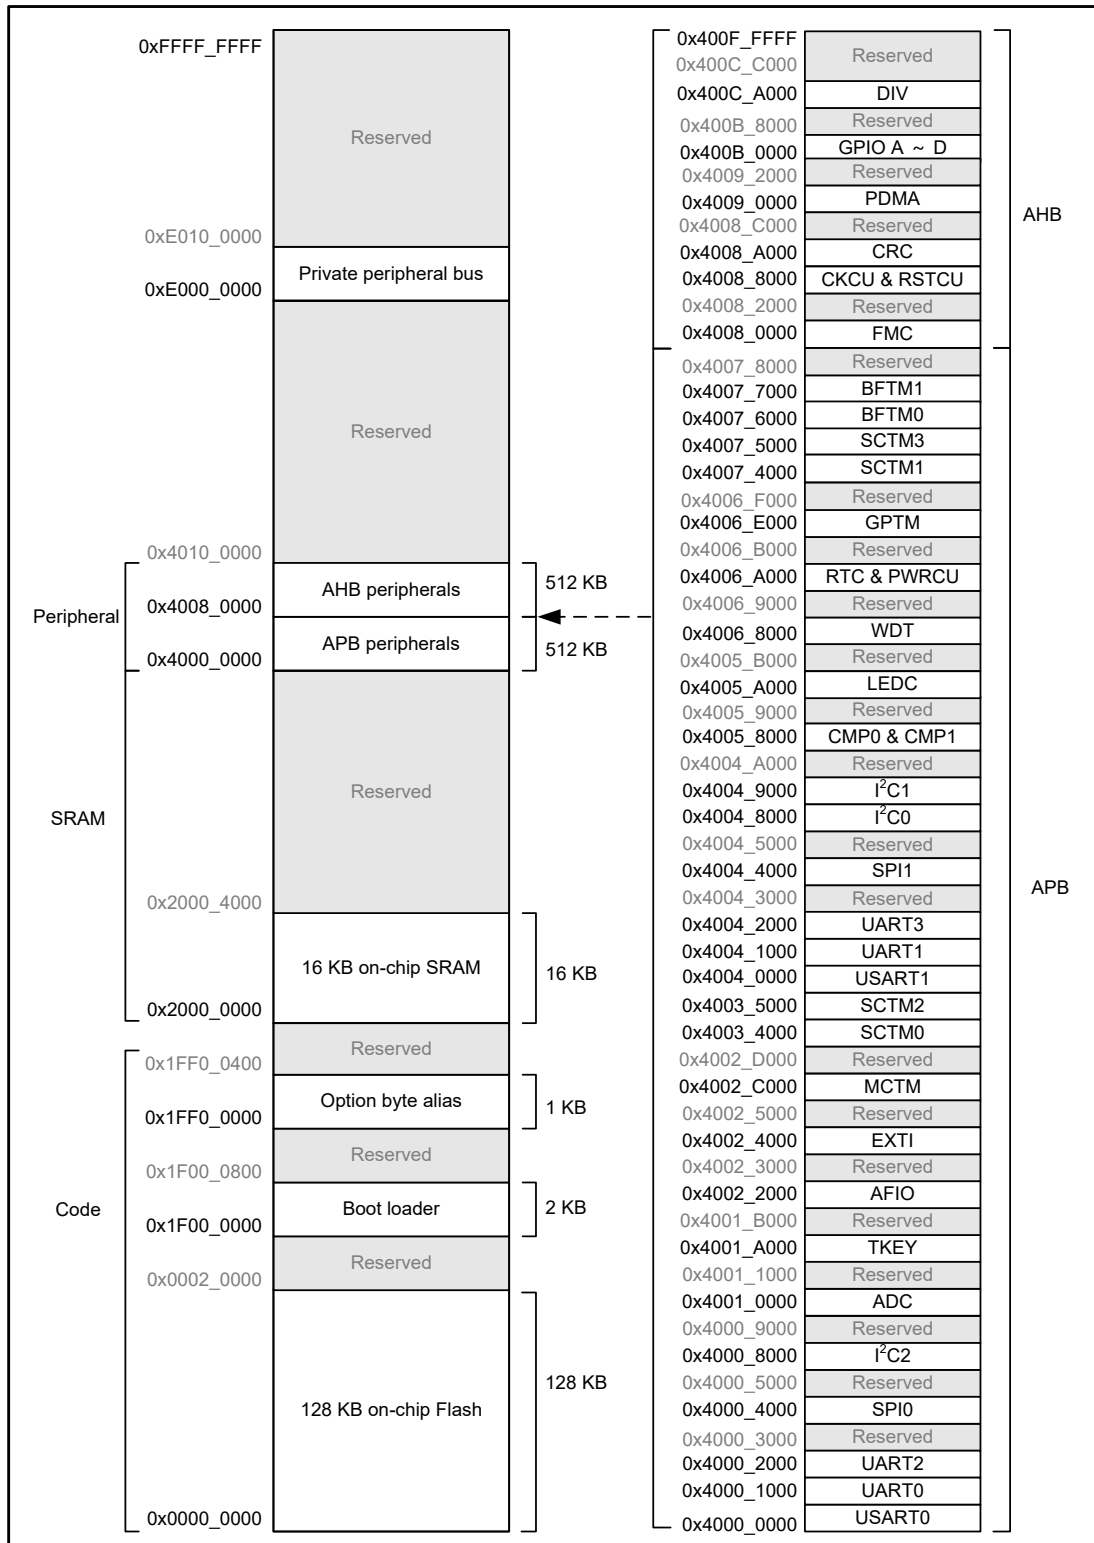 0xFFFF_FFFF
Reserved
0xE010_0000
Private peripheral bus
0xE000_0000
Reserved
0x4010_0000
AHB peripherals
512 KB
Peripheral
0x4008_0000
APB peripherals
512 KB
0x4000_0000
Reserved
SRAM
0x2000_4000
16 KB on-chip SRAM
16 KB
0x2000_0000
Reserved
0x1FF0_0400
Option byte alias
1 KB
0x1FF0_0000
Reserved
0x1F00_0800
Code
Boot loader
2 KB
0x1F00_0000
Reserved
0x0002_0000
128 KB on-chip Flash
128 KB
0x0000_0000
0x400F_FFFF
Reserved
0x400C_C000
0x400C_A000 DIV
0x400B_8000 Reserved
0x400B_0000 GPIO A ~ D
0x4009_2000 Reserved
0x4009_0000 PDMA
AHB
0x4008_C000 Reserved
0x4008_A000 CRC
0x4008_8000 CKCU & RSTCU
0x4008_2000 Reserved
0x4008_0000 FMC
0x4007_8000 Reserved
0x4007_7000 BFTM1
0x4007_6000 BFTM0
0x4007_5000 SCTM3
0x4007_4000 SCTM1
0x4006_F000 Reserved
0x4006_E000 GPTM
0x4006_B000 Reserved
0x4006_A000 RTC & PWRCU
0x4006_9000 Reserved
0x4006_8000 WDT
0x4005_B000 Reserved
0x4005_A000 LEDC
0x4005_9000 Reserved
0x4005_8000 CMP0 & CMP1
0x4004_A000 Reserved
0x4004_9000 I²C1
0x4004_8000 I²C0
0x4004_5000 Reserved
0x4004_4000 SPI1
APB
0x4004_3000 Reserved
0x4004_2000 UART3
0x4004_1000 UART1
0x4004_0000 USART1
0x4003_5000 SCTM2
0x4003_4000 SCTM0
0x4002_D000 Reserved
0x4002_C000 MCTM
0x4002_5000 Reserved
0x4002_4000 EXTI
0x4002_3000 Reserved
0x4002_2000 AFIO
0x4001_B000 Reserved
0x4001_A000 TKEY
0x4001_1000 Reserved
0x4001_0000 ADC
0x4000_9000 Reserved
0x4000_8000 I²C2
0x4000_5000 Reserved
0x4000_4000 SPI0
0x4000_3000 Reserved
0x4000_2000 UART2
0x4000_1000 UART0
0x4000_0000 USART0